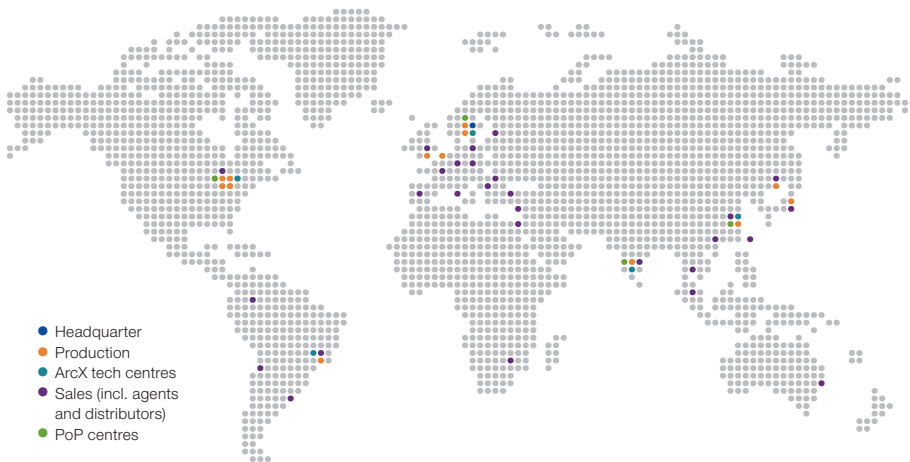 Headquarter
Production
ArcX tech centres
Sales (incl. agents
and distributors)
PoP centres